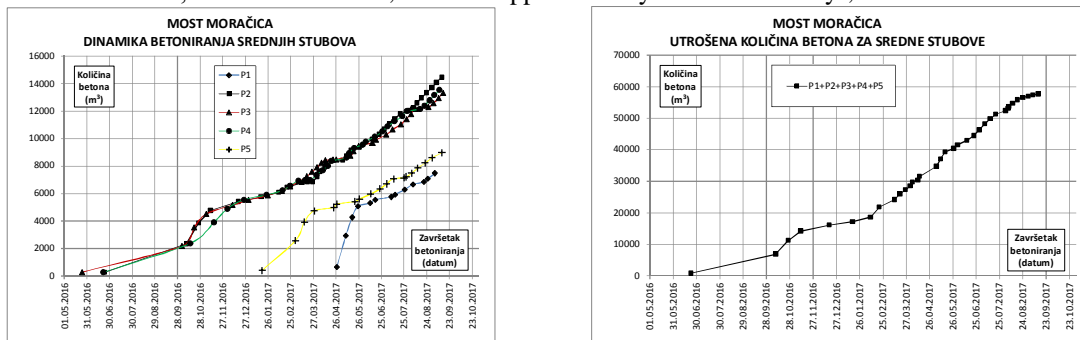 MOST MORAČICA
DINAMIKA BETONIRANJA SREDNJIH STUBOVA
16000
14000
12000
10000
8000
6000
4000
2000
0
Količina
betona
(m³)
P1
P2
P3
P4
P5
Završetak
betoniranja
(datum)
01.05.2016
31.05.2016
30.06.2016
30.07.2016
29.08.2016
28.09.2016
28.10.2016
27.11.2016
27.12.2016
26.01.2017
25.02.2017
27.03.2017
26.04.2017
26.05.2017
25.06.2017
25.07.2017
24.08.2017
23.09.2017
23.10.2017
MOST MORAČICA
UTROŠENA KOLIČINA BETONA ZA SREDNE STUBOVE
70000
60000
50000
40000
30000
20000
10000
0
Količina
betona
(m³)
P1+P2+P3+P4+P5
Završetak
betoniranja
(datum)
01.05.2016
31.05.2016
30.06.2016
30.07.2016
29.08.2016
28.09.2016
28.10.2016
27.11.2016
27.12.2016
26.01.2017
25.02.2017
27.03.2017
26.04.2017
26.05.2017
25.06.2017
25.07.2017
24.08.2017
23.09.2017
23.10.2017